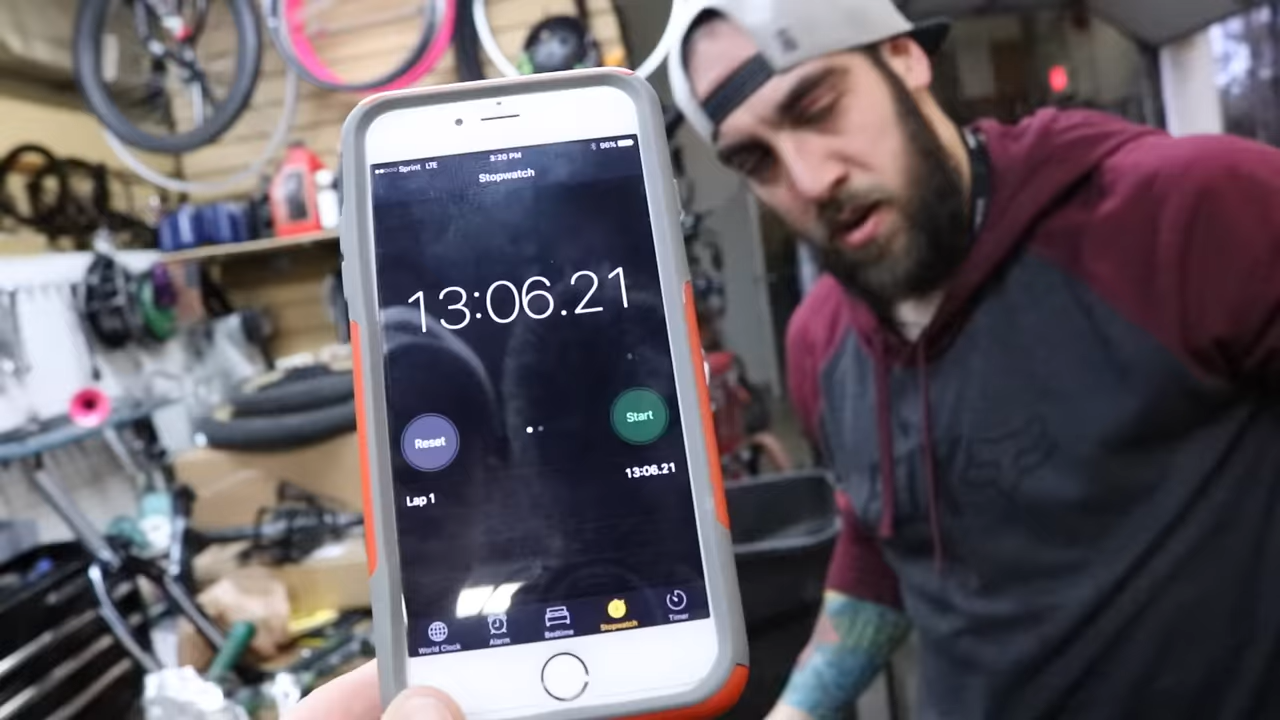 Sprint LTE 3:20 PM 96%
Stopwatch
13:06.21
Reset Start
Lap 1 13:06.21
World Clock Alarm Bedtime Stopwatch Timer